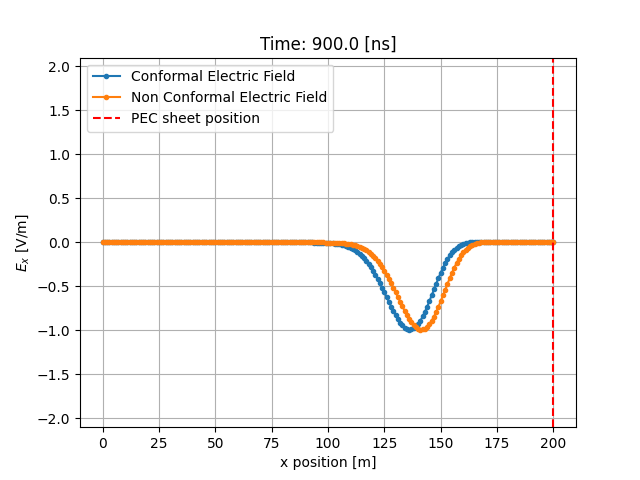 Time: 900.0 [ns]
Conformal Electric Field
Non Conformal Electric Field
PEC sheet position
2.0
1.5
1.0
0.5
0.0
−0.5
−1.0
−1.5
−2.0
Eₓ [V/m]
0 25 50 75 100 125 150 175 200
x position [m]